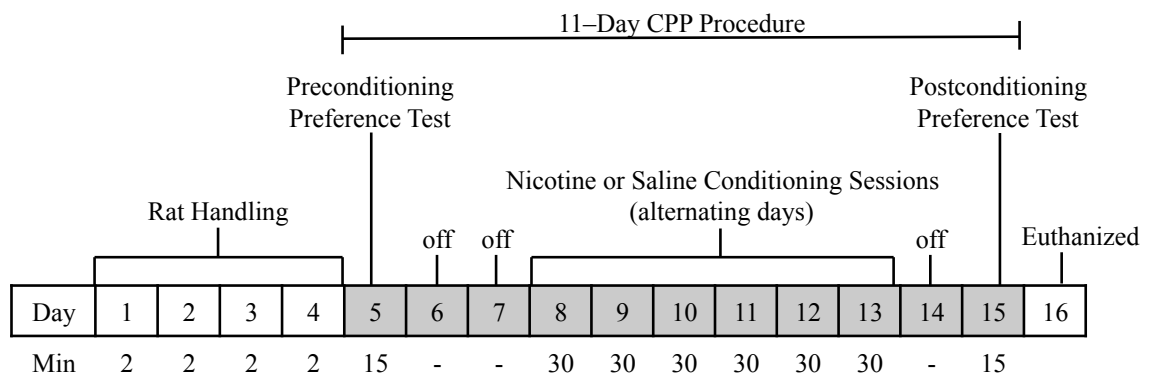 11–Day CPP Procedure
Preconditioning
Preference Test
Postconditioning
Preference Test
Nicotine or Saline Conditioning Sessions
(alternating days)
Rat Handling
off
off
off
Euthanized
Day 1 2 3 4 5 6 7 8 9 10 11 12 13 14 15 16
Min 2 2 2 2 15 - - 30 30 30 30 30 30 - 15